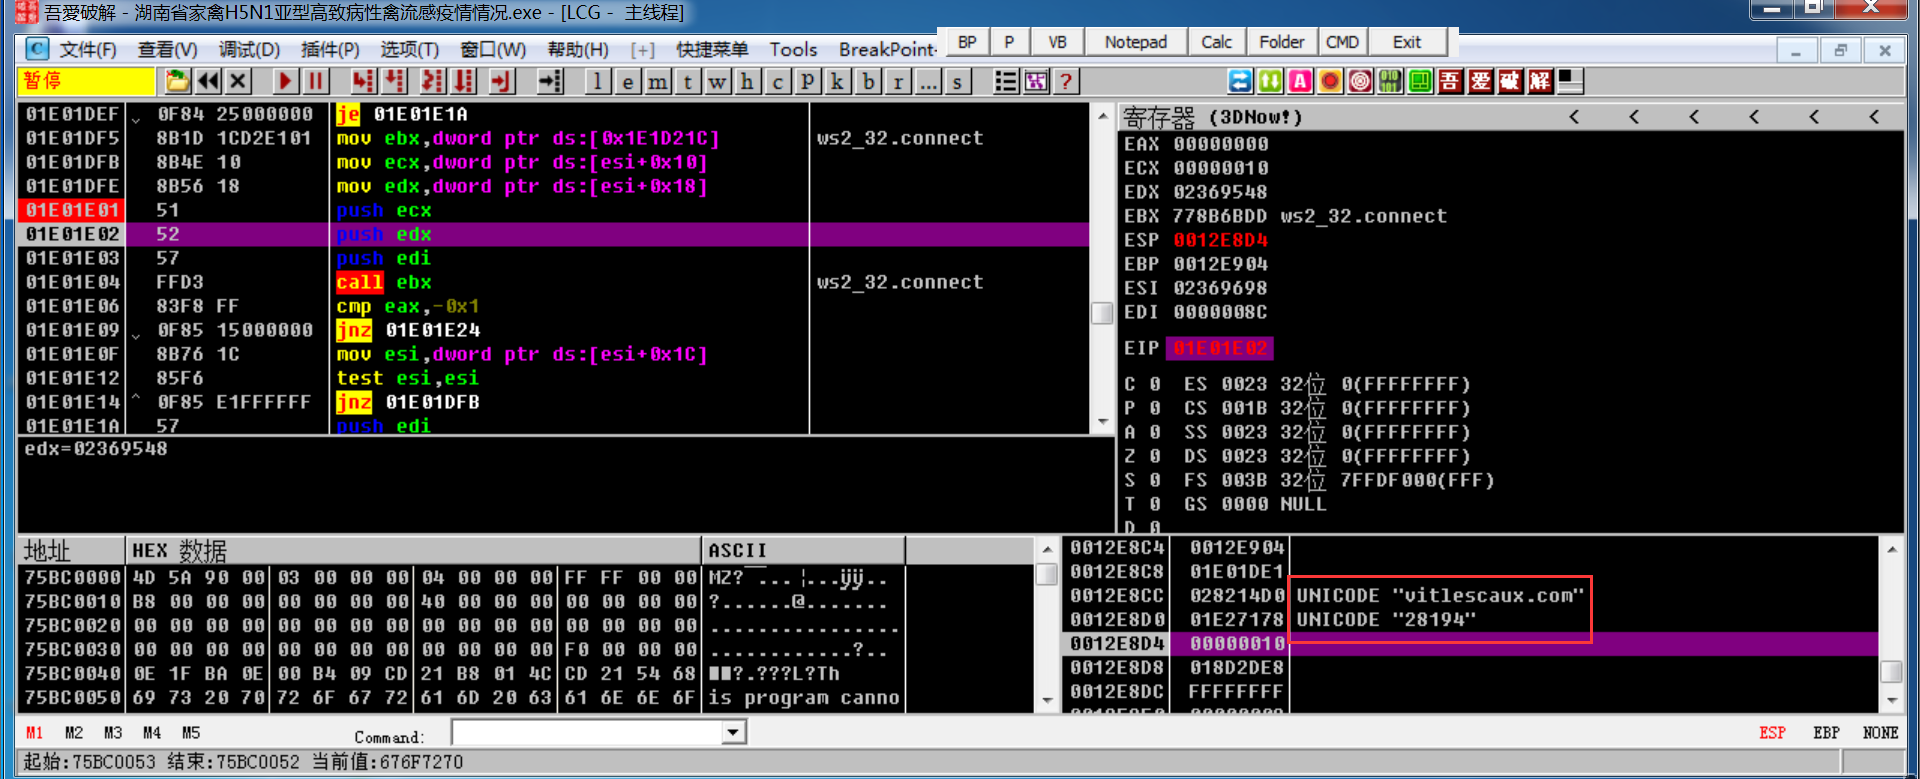 吾愛破解 - 湖南省家禽H5N1亚型高致病性禽流感疫情情况.exe - [LCG - 主线程]
文件(F) 查看(V) 调试(D) 插件(P) 选项(T) 窗口(W) 帮助(H) [+] 快捷菜单 Tools BreakPoint- BP P VB Notepad Calc Folder CMD Exit
暂停 l e m t w h c p k b r ... s ? 吾 愛 破 解
01E01DEF 0F84 25000000 je 01E01E1A
01E01DF5 8B1D 1CD2E101 mov ebx,dword ptr ds:[0x1E1D21C] ws2_32.connect
01E01DFB 8B4E 10 mov ecx,dword ptr ds:[esi+0x10]
01E01DFE 8B56 18 mov edx,dword ptr ds:[esi+0x18]
01E01E01 51 push ecx
01E01E02 52 push edx
01E01E03 57 push edi
01E01E04 FFD3 call ebx ws2_32.connect
01E01E06 83F8 FF cmp eax,-0x1
01E01E09 0F85 15000000 jnz 01E01E24
01E01E0F 8B76 1C mov esi,dword ptr ds:[esi+0x1C]
01E01E12 85F6 test esi,esi
01E01E14 ^ 0F85 E1FFFFFF jnz 01E01DFB
01E01E1A 57 push edi
edx=02369548
寄存器 (3DNow!) < < < < < <
EAX 00000000
ECX 00000010
EDX 02369548
EBX 778B6BDD ws2_32.connect
ESP 0012E8D4
EBP 0012E904
ESI 02369698
EDI 0000008C
EIP 01E01E02
C 0 ES 0023 32位 0(FFFFFFFF)
P 0 CS 001B 32位 0(FFFFFFFF)
A 0 SS 0023 32位 0(FFFFFFFF)
Z 0 DS 0023 32位 0(FFFFFFFF)
S 0 FS 003B 32位 7FFDF000(FFF)
T 0 GS 0000 NULL
D 0
地址 HEX 数据 ASCII
75BC0000 4D 5A 90 00 03 00 00 00 04 00 00 00 FF FF 00 00 MZ?
75BC0010 B8 00 00 00 00 00 00 00 40 00 00 00 00 00 00 00 ?.......@.......
75BC0020 00 00 00 00 00 00 00 00 00 00 00 00 00 00 00 00 ................
75BC0030 00 00 00 00 00 00 00 00 00 00 00 00 F0 00 00 00 ............?..
75BC0040 0E 1F BA 0E 00 B4 09 CD 21 B8 01 4C CD 21 54 68 ?.???L?Th
75BC0050 69 73 20 70 72 6F 67 72 61 6D 20 63 61 6E 6E 6F is program canno
0012E8C4 0012E904
0012E8C8 01E01DE1
0012E8CC 028214D0 UNICODE "vitlescaux.com"
0012E8D0 01E27178 UNICODE "28194"
0012E8D4 00000010
0012E8D8 018D2DE8
0012E8DC FFFFFFFF
M1 M2 M3 M4 M5 Command: ESP EBP NONE
起始:75BC0053 结束:75BC0052 当前值:676F7270